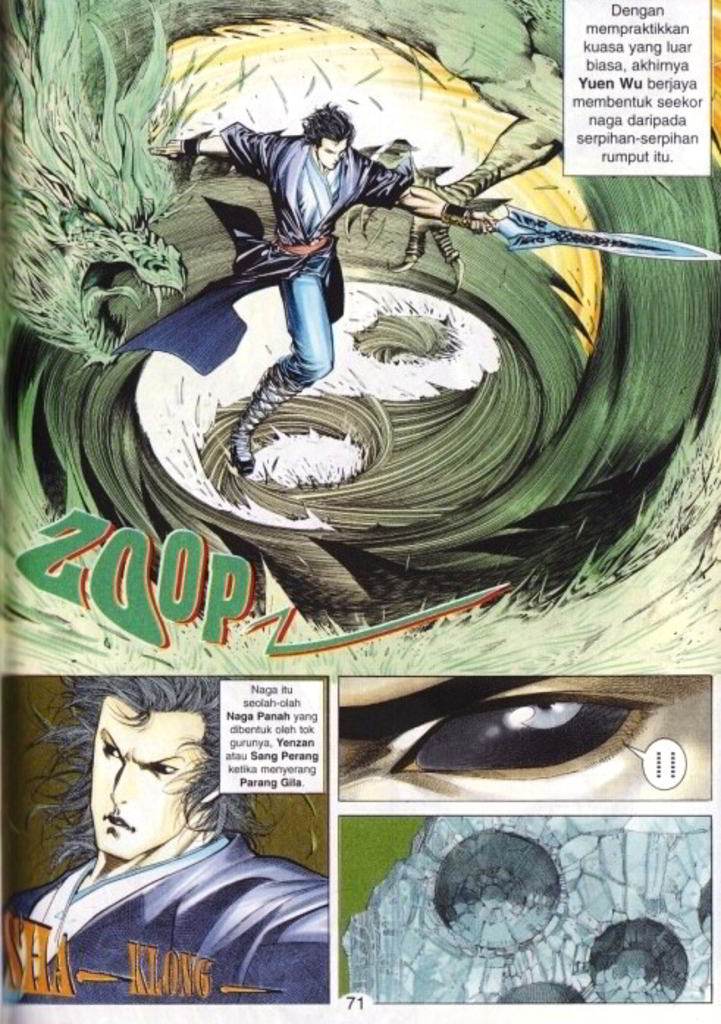 Dengan
mempraktikkan
kuasa yang luar
biasa, akhirnya
Yuen Wu berjaya
membentuk seekor
naga daripada
serpihan-serpihan
rumput itu.
ZOOP
Naga itu
seolah-olah
Naga Panah yang
dibentuk oleh tok
gurunya, Yenzan
atau Sang Perang
ketika menyerang
Parang Gila.
SHA - KLONG -
71